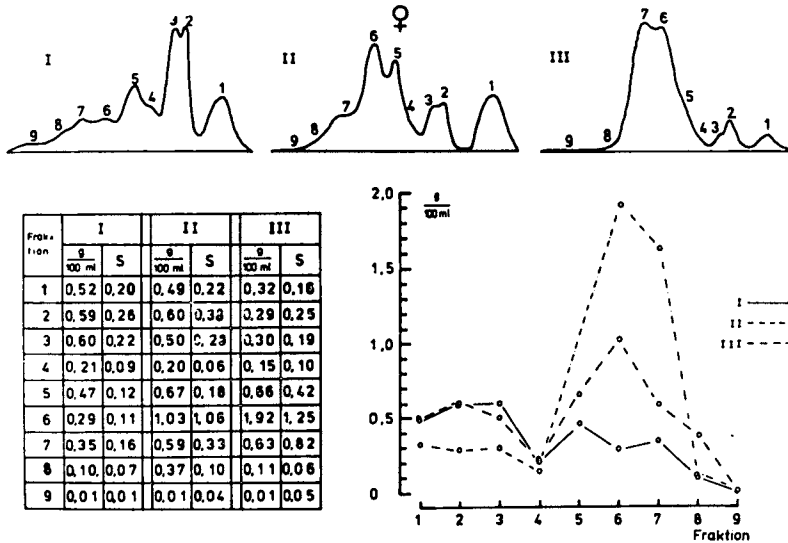 ♀
I
9 8 7 6 5 4 3 2 1
II
9 8 7 6 5 4 3 2 1
III
9 8 7 6 5 4 3 2 1
Frak-tion I II III
g/100 ml S g/100 ml S g/100 ml S
1 0,52 0,20 0,49 0,22 0,32 0,16
2 0,59 0,26 0,60 0,33 0,29 0,25
3 0,60 0,22 0,50 0,23 0,30 0,19
4 0,21 0,09 0,20 0,06 0,15 0,10
5 0,47 0,12 0,67 0,18 0,66 0,42
6 0,29 0,11 1,03 1,06 1,92 1,25
7 0,35 0,16 0,59 0,33 0,63 0,82
8 0,10 0,07 0,37 0,10 0,11 0,06
9 0,01 0,01 0,01 0,04 0,01 0,05
g/100 ml
2,0
1,5
1,0
0,5
0
1 2 3 4 5 6 7 8 9
Fraktion
I
II
III